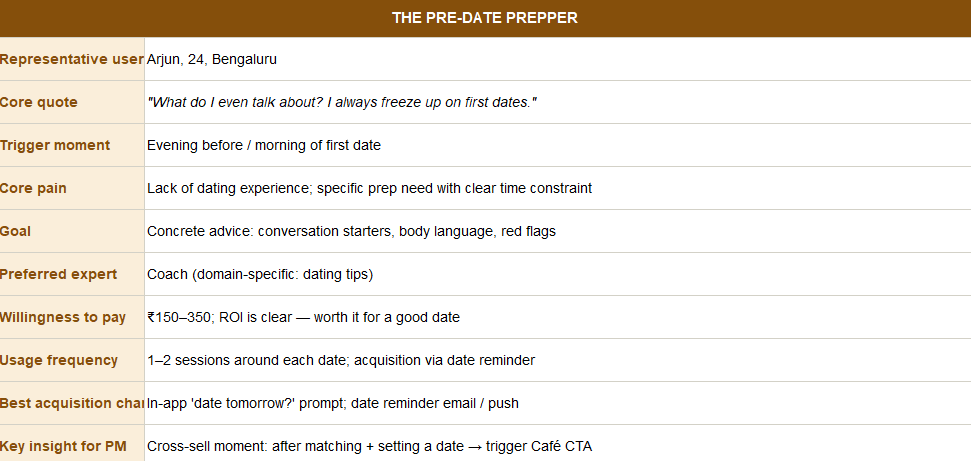 THE PRE-DATE PREPPER
Representative user Arjun, 24, Bengaluru
Core quote "What do I even talk about? I always freeze up on first dates."
Trigger moment Evening before / morning of first date
Core pain Lack of dating experience; specific prep need with clear time constraint
Goal Concrete advice: conversation starters, body language, red flags
Preferred expert Coach (domain-specific: dating tips)
Willingness to pay ₹150–350; ROI is clear — worth it for a good date
Usage frequency 1–2 sessions around each date; acquisition via date reminder
Best acquisition In-app 'date tomorrow?' prompt; date reminder email / push
Key insight for PM Cross-sell moment: after matching + setting a date → trigger Café CTA